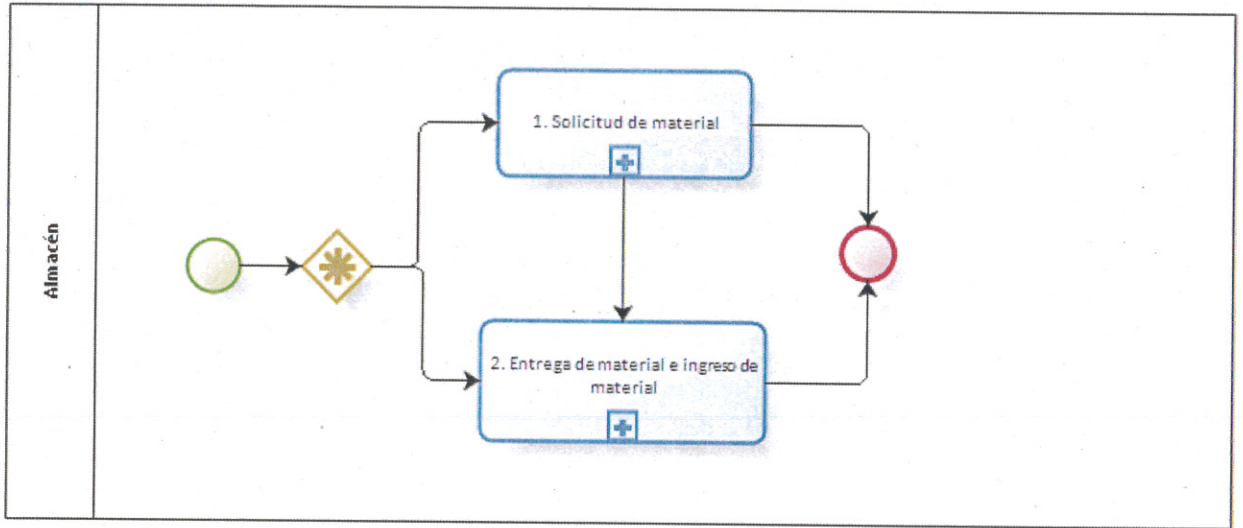 Almacén
1. Solicitud de material
2. Entrega de material e ingreso de
material